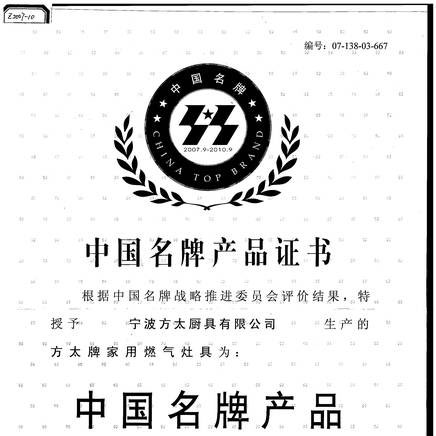 Z2007-10
编号：07-138-03-667
中国名牌
2007.9-2010.9
CHINA TOP BRAND
中国名牌产品证书
根据中国名牌战略推进委员会评价结果，特
授予 宁波方太厨具有限公司 生产的
方太牌家用燃气灶具为：
中国名牌产品